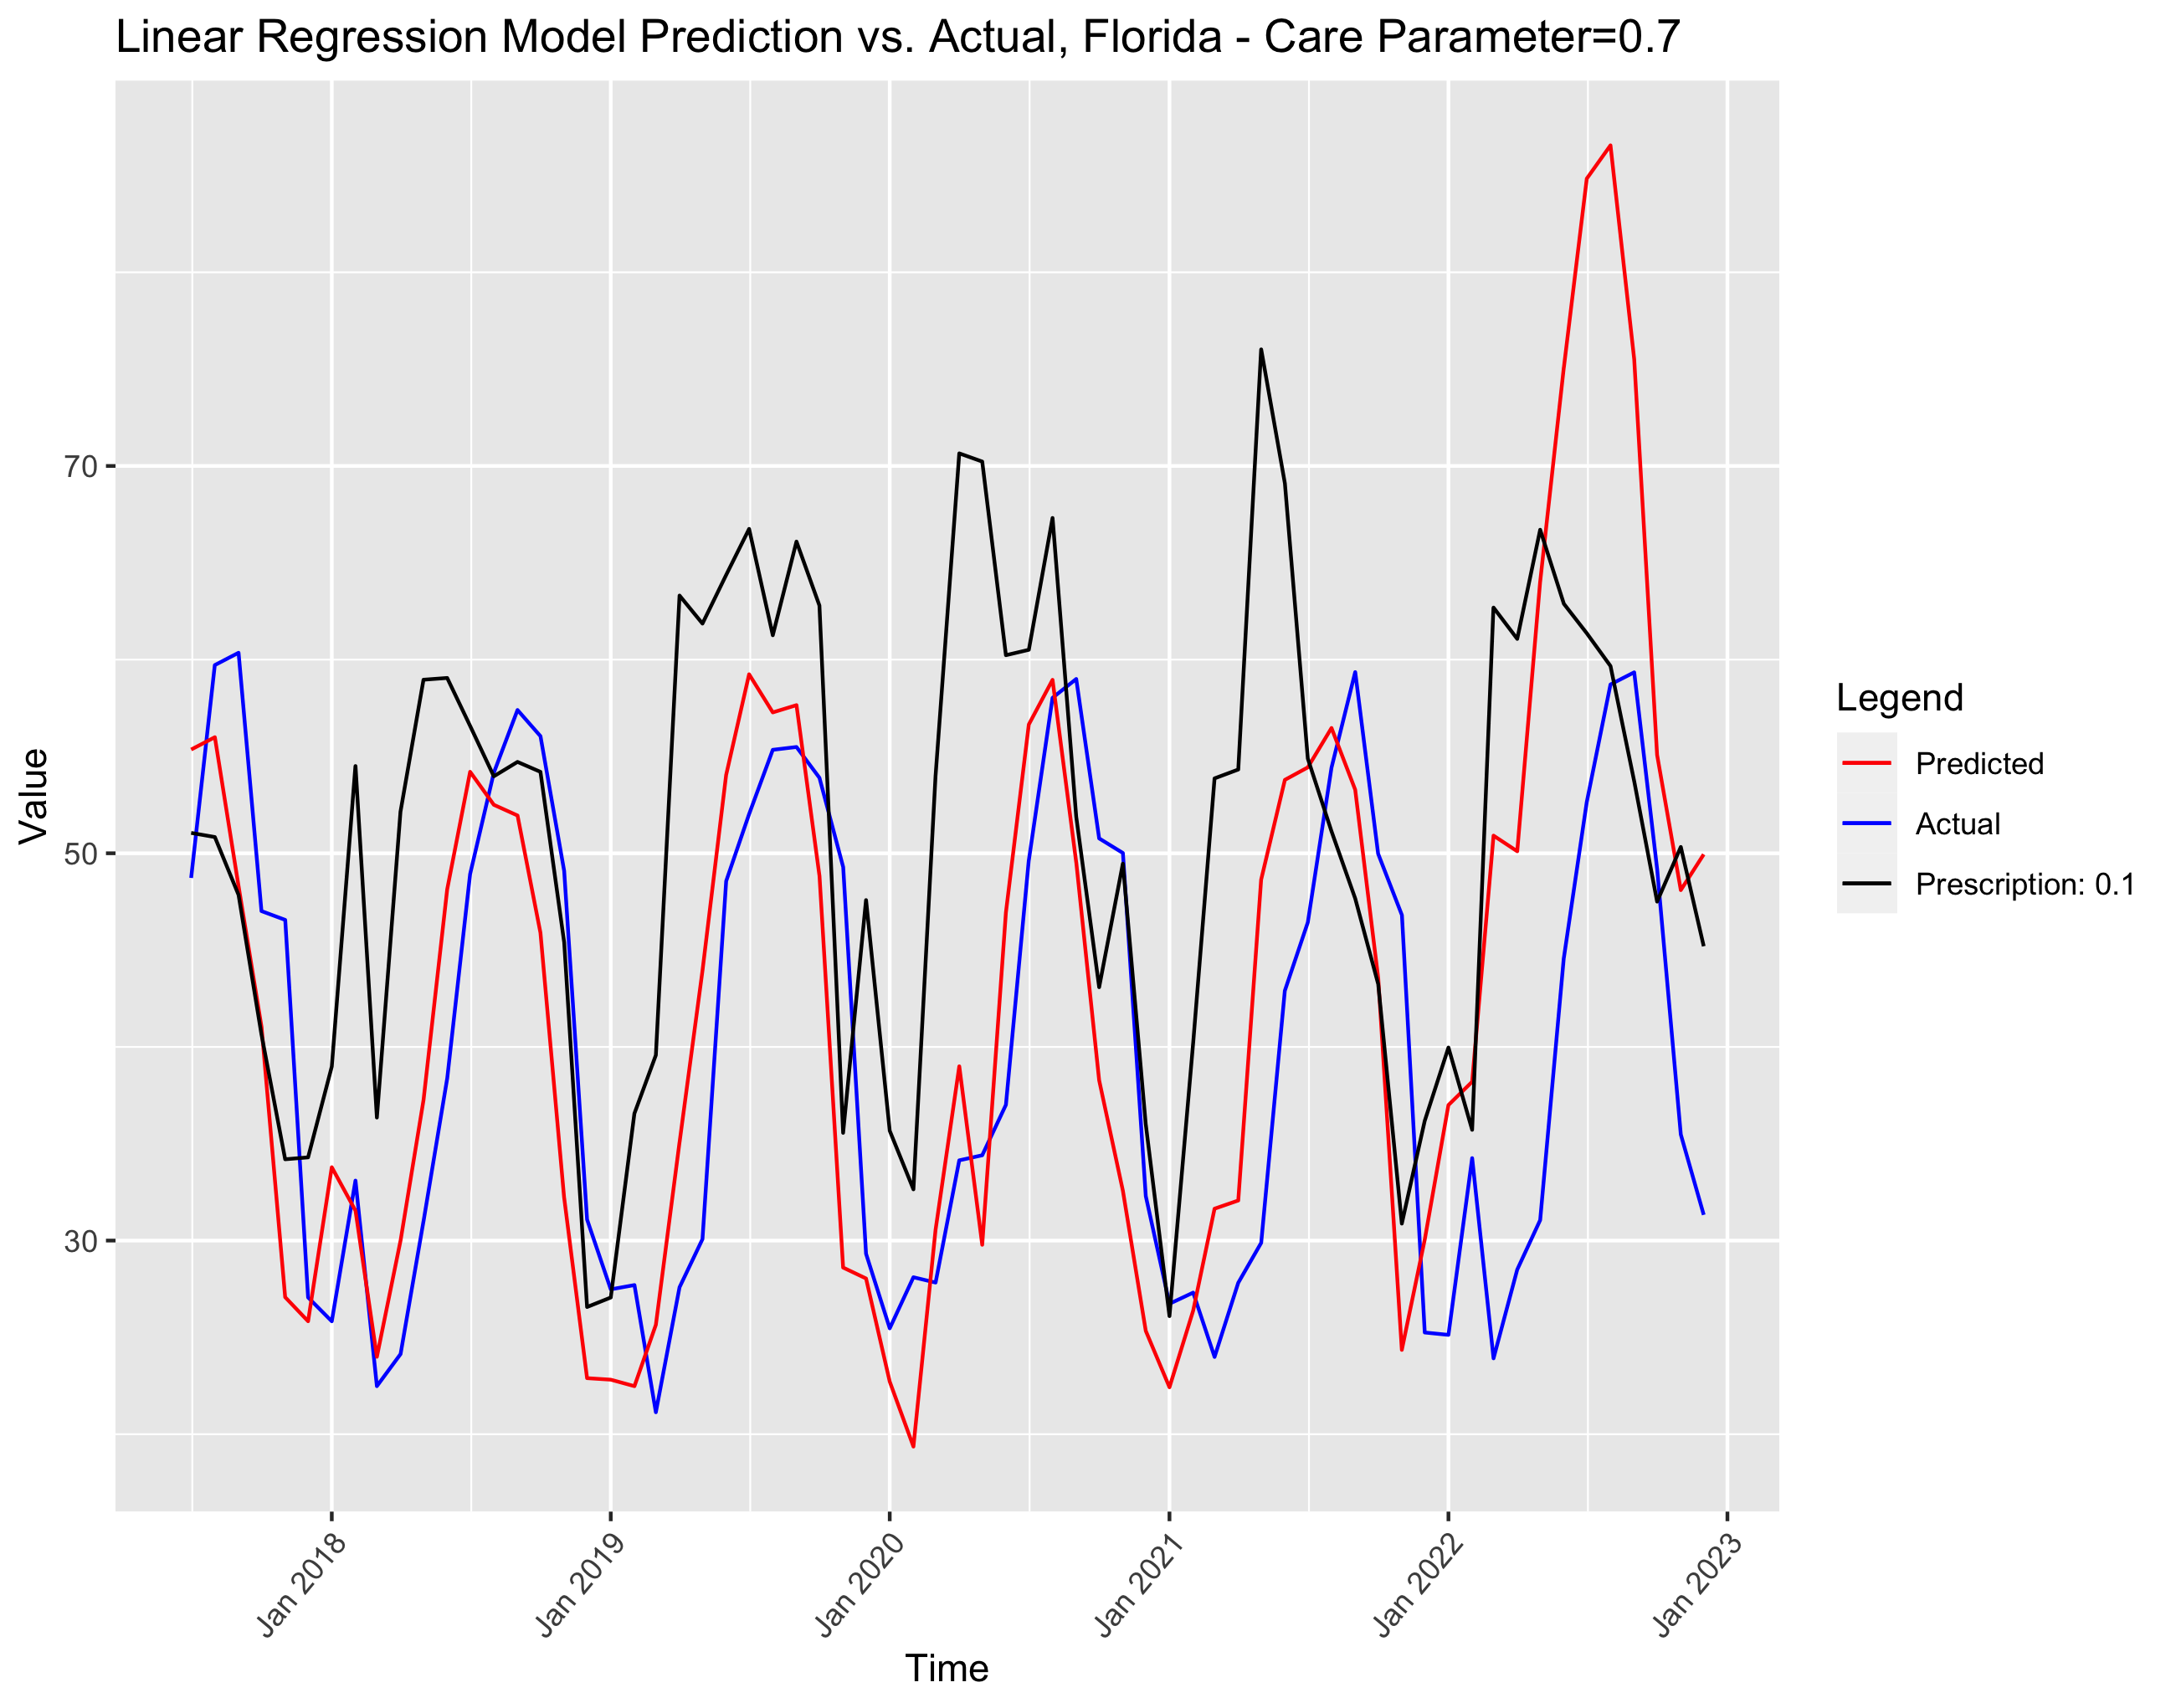 Linear Regression Model Prediction vs. Actual, Florida - Care Parameter=0.7
Value
70
50
30
Jan 2018
Jan 2019
Jan 2020
Jan 2021
Jan 2022
Jan 2023
Time
Legend
Predicted
Actual
Prescription: 0.1